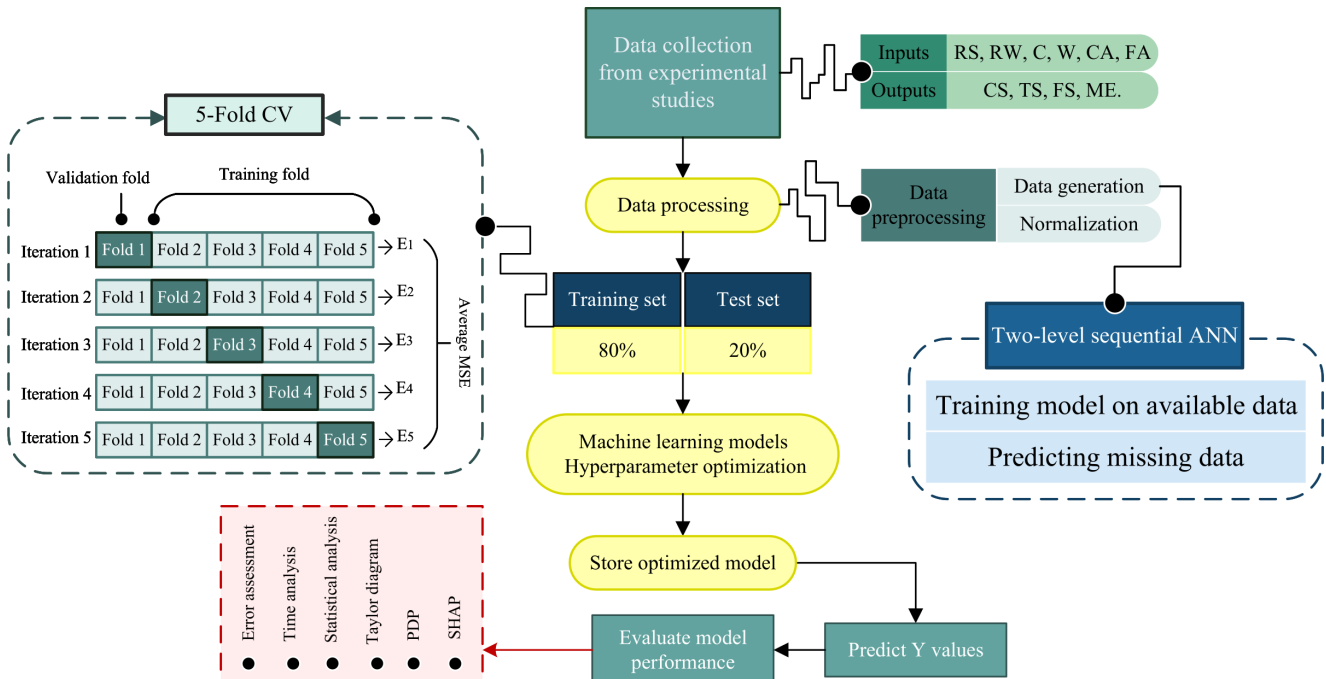 Data collection
from experimental
studies
Inputs
RS, RW, C, W, CA, FA
Outputs
CS, TS, FS, ME.
5-Fold CV
Validation fold
Training fold
Iteration 1
Fold 1
Fold 2
Fold 3
Fold 4
Fold 5
E1
Iteration 2
Fold 1
Fold 2
Fold 3
Fold 4
Fold 5
E2
Iteration 3
Fold 1
Fold 2
Fold 3
Fold 4
Fold 5
E3
Iteration 4
Fold 1
Fold 2
Fold 3
Fold 4
Fold 5
E4
Iteration 5
Fold 1
Fold 2
Fold 3
Fold 4
Fold 5
E5
Average MSE
Data processing
Data
preprocessing
Data generation
Normalization
Training set
Test set
80%
20%
Two-level sequential ANN
Training model on available data
Predicting missing data
Machine learning models
Hyperparameter optimization
Store optimized model
Predict Y values
Evaluate model
performance
Error assessment
Time analysis
Statistical analysis
Taylor diagram
PDP
SHAP